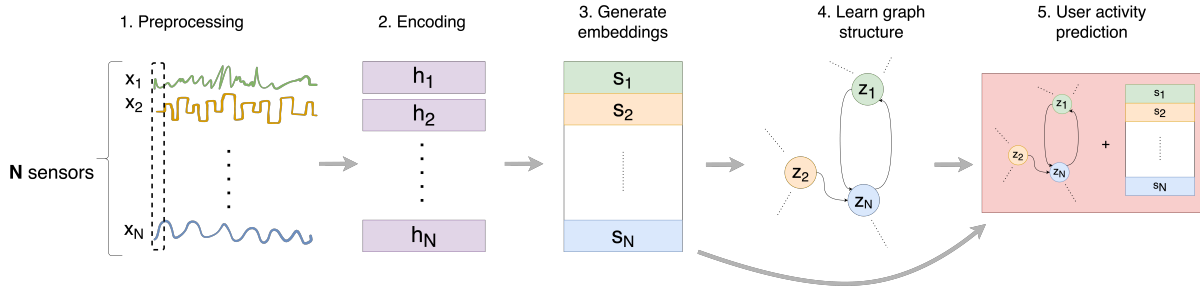 1. Preprocessing
2. Encoding
3. Generate
embeddings
4. Learn graph
structure
5. User activity
prediction
N sensors
x1
x2
xN
h1
h2
hN
s1
s2
sN
z1
z2
zN
z1
z2
zN
+
s1
s2
sN